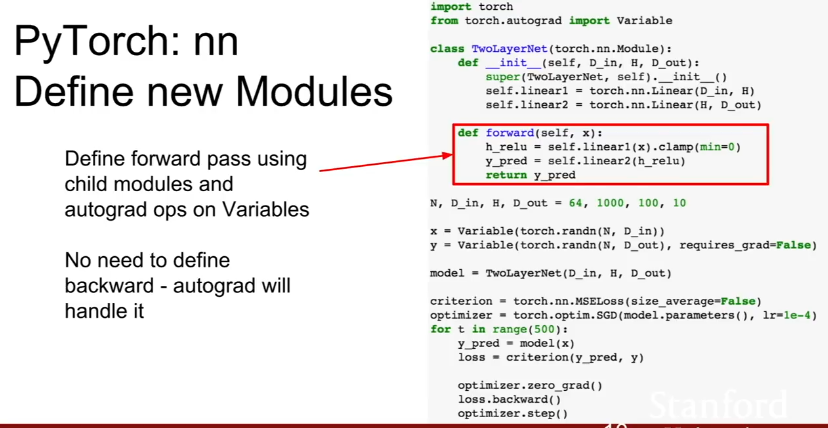 PyTorch: nn
Define new Modules
Define forward pass using
child modules and
autograd ops on Variables
No need to define
backward - autograd will
handle it
import torch
from torch.autograd import Variable
class TwoLayerNet(torch.nn.Module):
    def __init__(self, D_in, H, D_out):
        super(TwoLayerNet, self).__init__()
        self.linear1 = torch.nn.Linear(D_in, H)
        self.linear2 = torch.nn.Linear(H, D_out)
    def forward(self, x):
        h_relu = self.linear1(x).clamp(min=0)
        y_pred = self.linear2(h_relu)
        return y_pred
N, D_in, H, D_out = 64, 1000, 100, 10
x = Variable(torch.randn(N, D_in))
y = Variable(torch.randn(N, D_out), requires_grad=False)
model = TwoLayerNet(D_in, H, D_out)
criterion = torch.nn.MSELoss(size_average=False)
optimizer = torch.optim.SGD(model.parameters(), lr=1e-4)
for t in range(500):
    y_pred = model(x)
    loss = criterion(y_pred, y)
    optimizer.zero_grad()
    loss.backward()
    optimizer.step()
Stanford